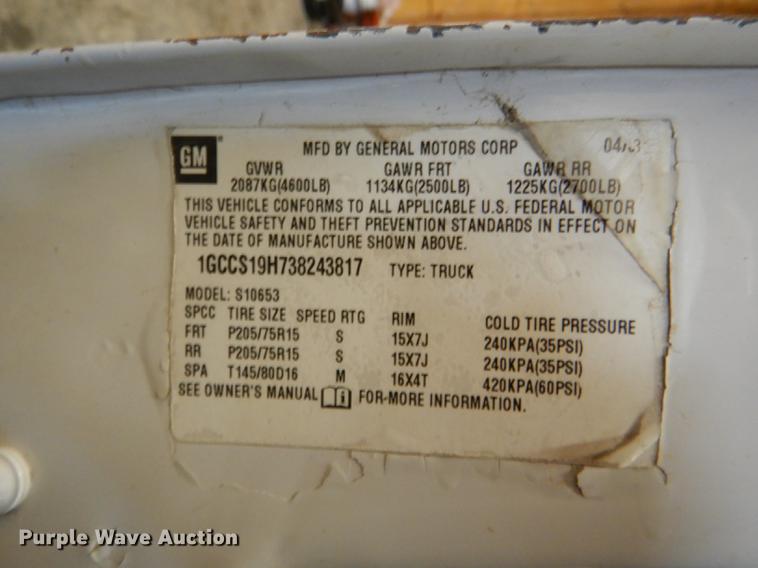 GM
MFD BY GENERAL MOTORS CORP
GVWR GAWR FRT GAWR RR
2087KG(4600LB) 1134KG(2500LB) 1225KG(2700LB)
THIS VEHICLE CONFORMS TO ALL APPLICABLE U.S. FEDERAL MOTOR
VEHICLE SAFETY AND THEFT PREVENTION STANDARDS IN EFFECT ON
THE DATE OF MANUFACTURE SHOWN ABOVE.
1GCCS19H738243817 TYPE: TRUCK
MODEL: S10653
SPCC TIRE SIZE SPEED RTG RIM COLD TIRE PRESSURE
FRT P205/75R15 S 15X7J 240KPA(35PSI)
RR P205/75R15 S 15X7J 240KPA(35PSI)
SPA T145/80D16 M 16X4T 420KPA(60PSI)
SEE OWNER'S MANUAL FOR MORE INFORMATION.
Purple Wave Auction